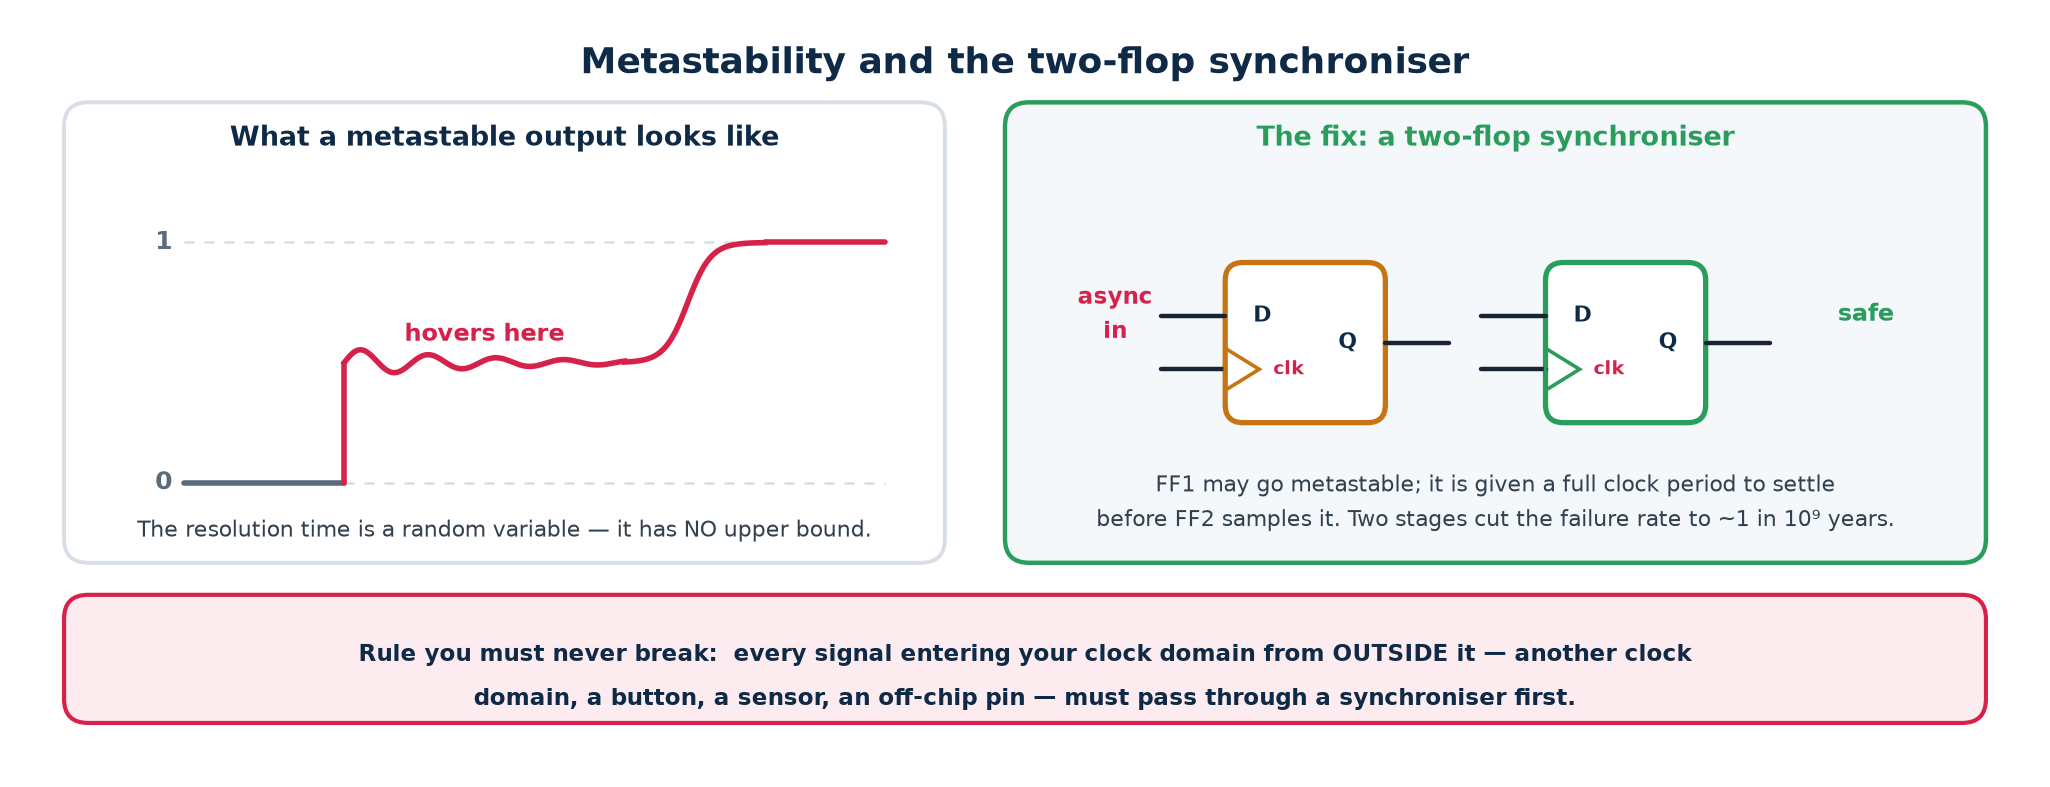 Metastability and the two-flop synchroniser
What a metastable output looks like
1
hovers here
0
The resolution time is a random variable — it has NO upper bound.
The fix: a two-flop synchroniser
async
in
D
Q
clk
D
Q
clk
safe
FF1 may go metastable; it is given a full clock period to settle
before FF2 samples it. Two stages cut the failure rate to ~1 in 10⁹ years.
Rule you must never break:  every signal entering your clock domain from OUTSIDE it — another clock
domain, a button, a sensor, an off-chip pin — must pass through a synchroniser first.